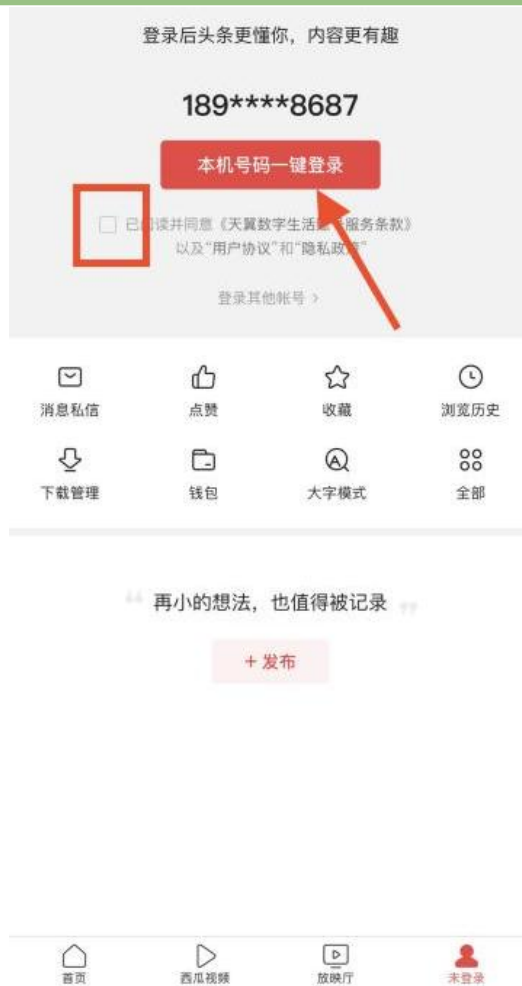 登录后头条更懂你，内容更有趣
189****8687
本机号码一键登录
已阅读并同意《天翼数字生活 服务条款》
以及“用户协议”和“隐私政策”
登录其他帐号 >
消息私信 点赞 收藏 浏览历史
下载管理 钱包 大字模式 全部
“ 再小的想法，也值得被记录 ”
+ 发布
首页 西瓜视频 放映厅 未登录